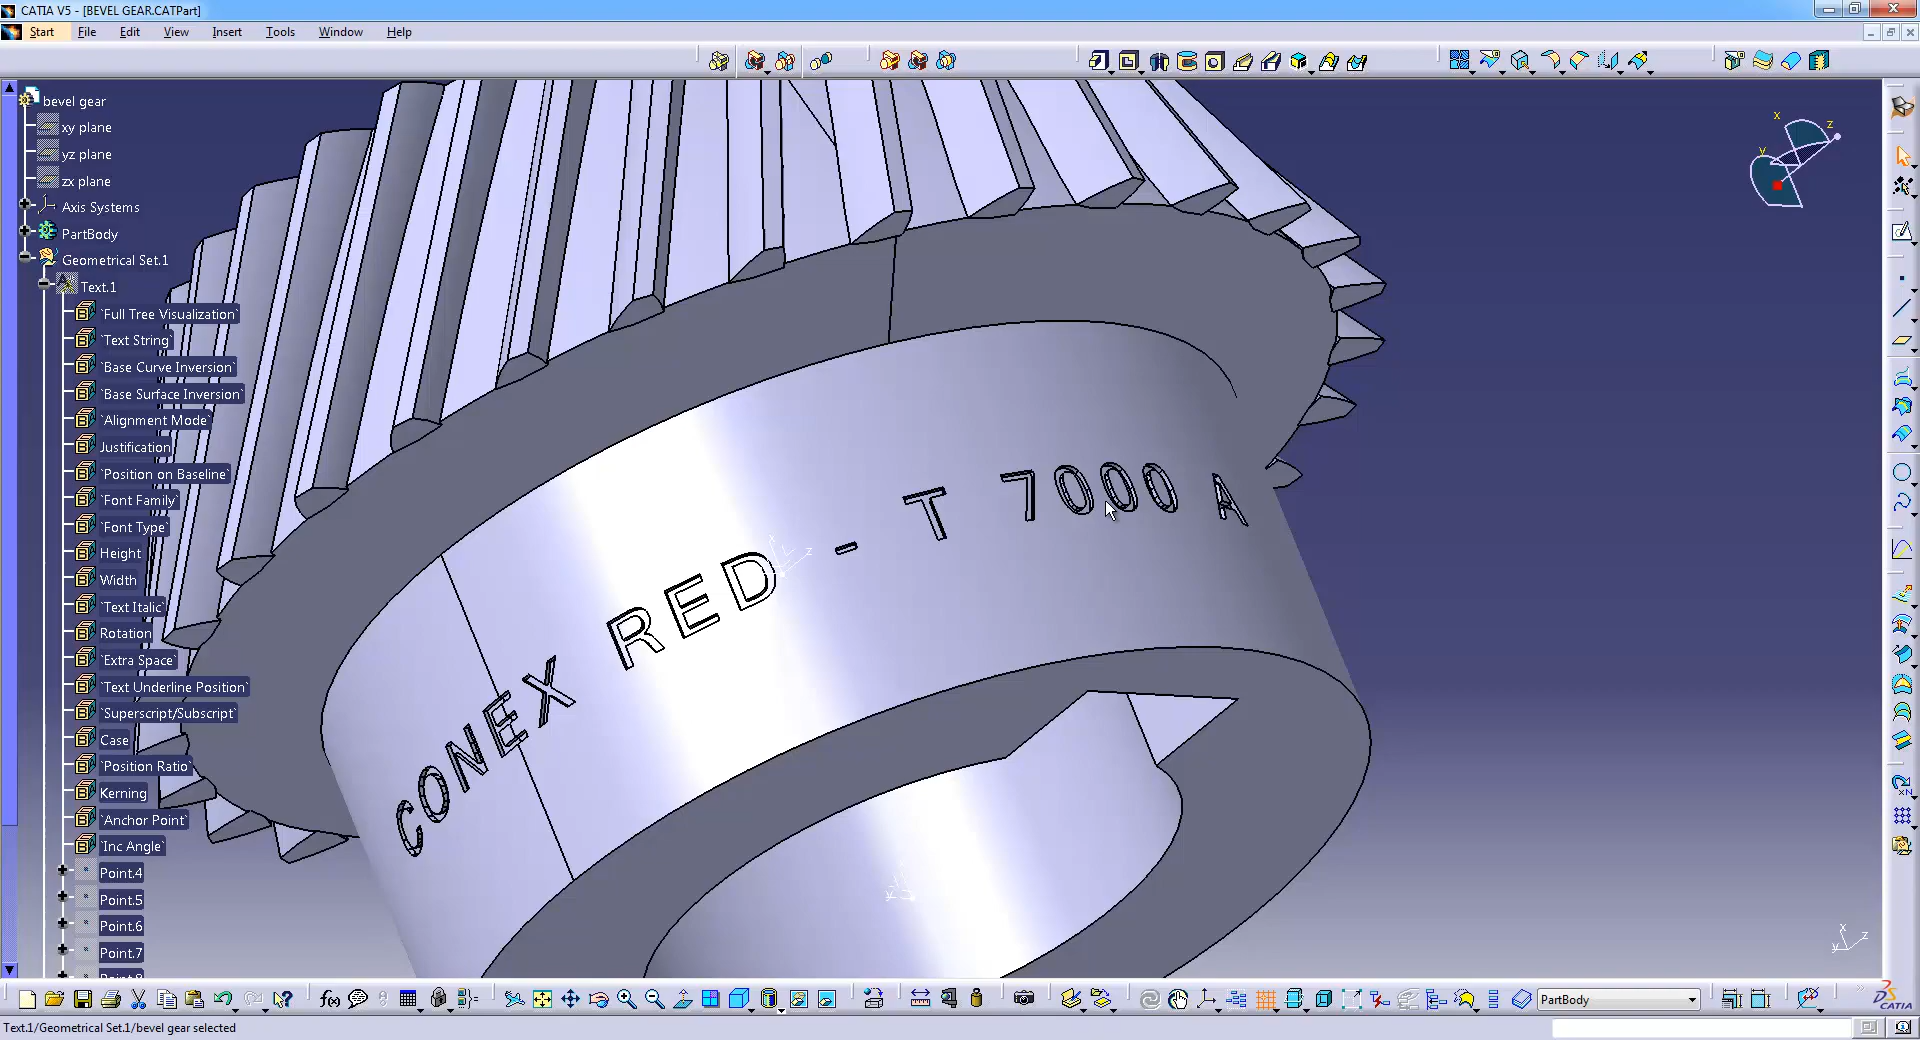 CATIA V5 - [BEVEL GEAR.CATPart]
Start File Edit View Insert Tools Window Help
bevel gear
xy plane
yz plane
zx plane
Axis Systems
PartBody
Geometrical Set.1
Text.1
`Full Tree Visualization`
`Text String`
`Base Curve Inversion`
`Base Surface Inversion`
`Alignment Mode`
Justification
`Position on Baseline`
`Font Family`
`Font Type`
Height
Width
`Text Italic`
Rotation
`Extra Space`
`Text Underline Position`
`Superscript/Subscript`
Case
`Position Ratio`
Kerning
`Anchor Point`
`Inc Angle`
Point.4
Point.5
Point.6
Point.7
CONEX RED - T 7000 A
x
y
z
x
y
z
f(x)
PartBody
CATIA
Text.1/Geometrical Set.1/bevel gear selected